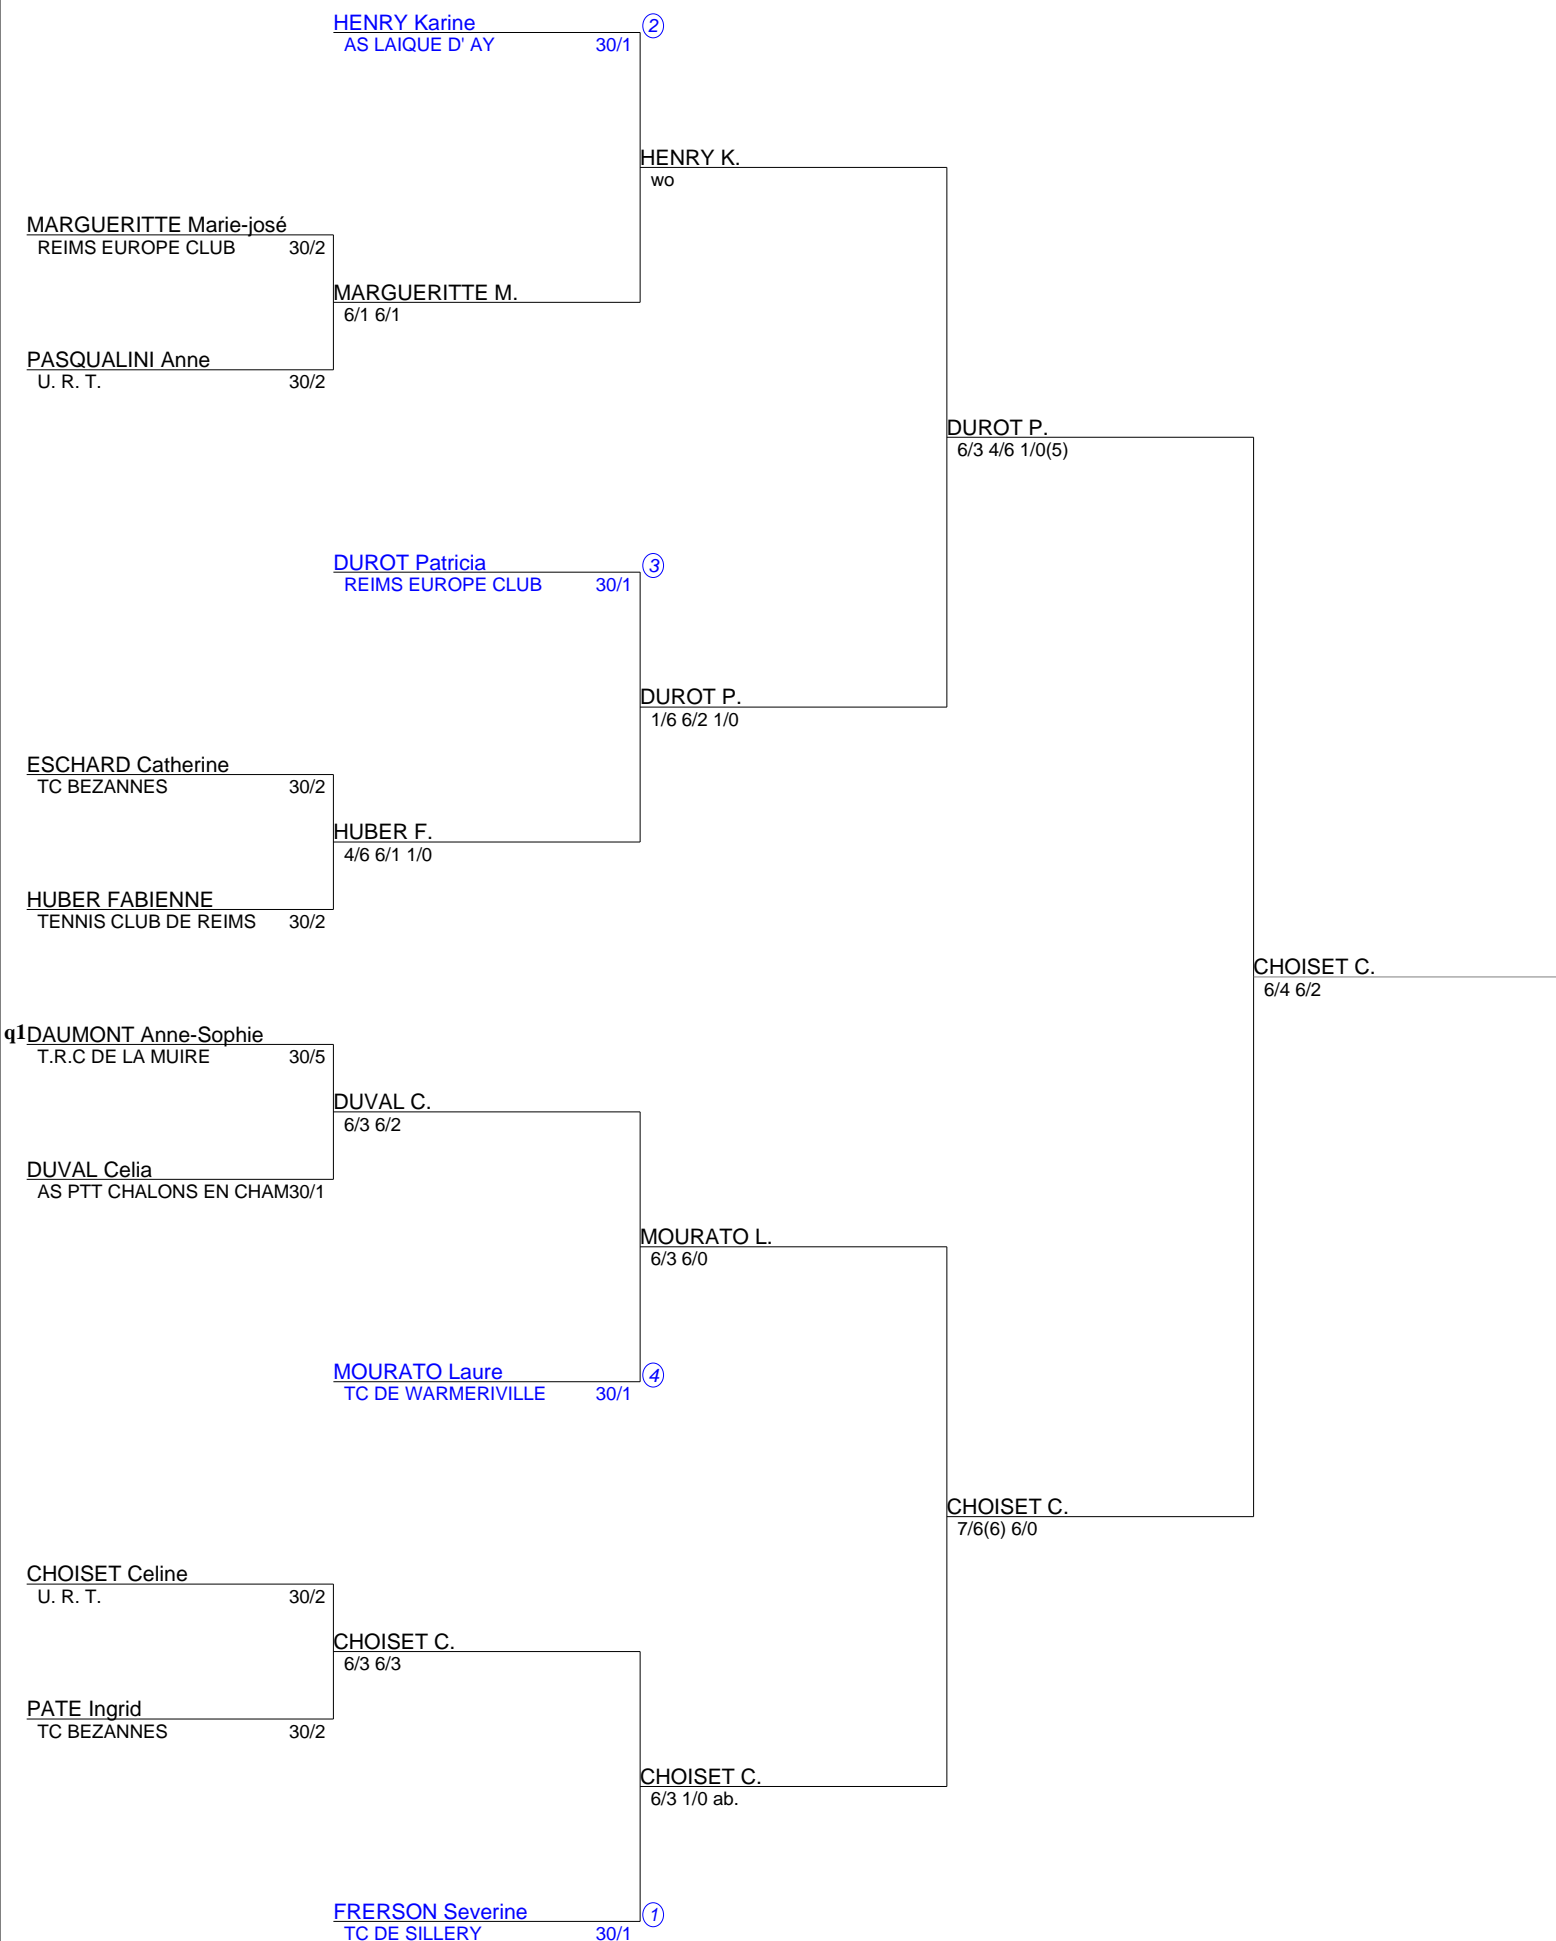 HENRY Karine 2
AS LAIQUE D' AY 30/1
HENRY K.
wo
MARGUERITTE Marie-josé
REIMS EUROPE CLUB 30/2
MARGUERITTE M.
6/1 6/1
PASQUALINI Anne
U. R. T. 30/2
DUROT P.
6/3 4/6 1/0(5)
DUROT Patricia 3
REIMS EUROPE CLUB 30/1
DUROT P.
1/6 6/2 1/0
ESCHARD Catherine
TC BEZANNES 30/2
HUBER F.
4/6 6/1 1/0
HUBER FABIENNE
TENNIS CLUB DE REIMS 30/2
CHOISET C.
6/4 6/2
q1 DAUMONT Anne-Sophie
T.R.C DE LA MUIRE 30/5
DUVAL C.
6/3 6/2
DUVAL Celia
AS PTT CHALONS EN CHAM30/1
MOURATO L.
6/3 6/0
MOURATO Laure 4
TC DE WARMERIVILLE 30/1
CHOISET C.
7/6(6) 6/0
CHOISET Celine
U. R. T. 30/2
CHOISET C.
6/3 6/3
PATE Ingrid
TC BEZANNES 30/2
CHOISET C.
6/3 1/0 ab.
FRERSON Severine 1
TC DE SILLERY 30/1